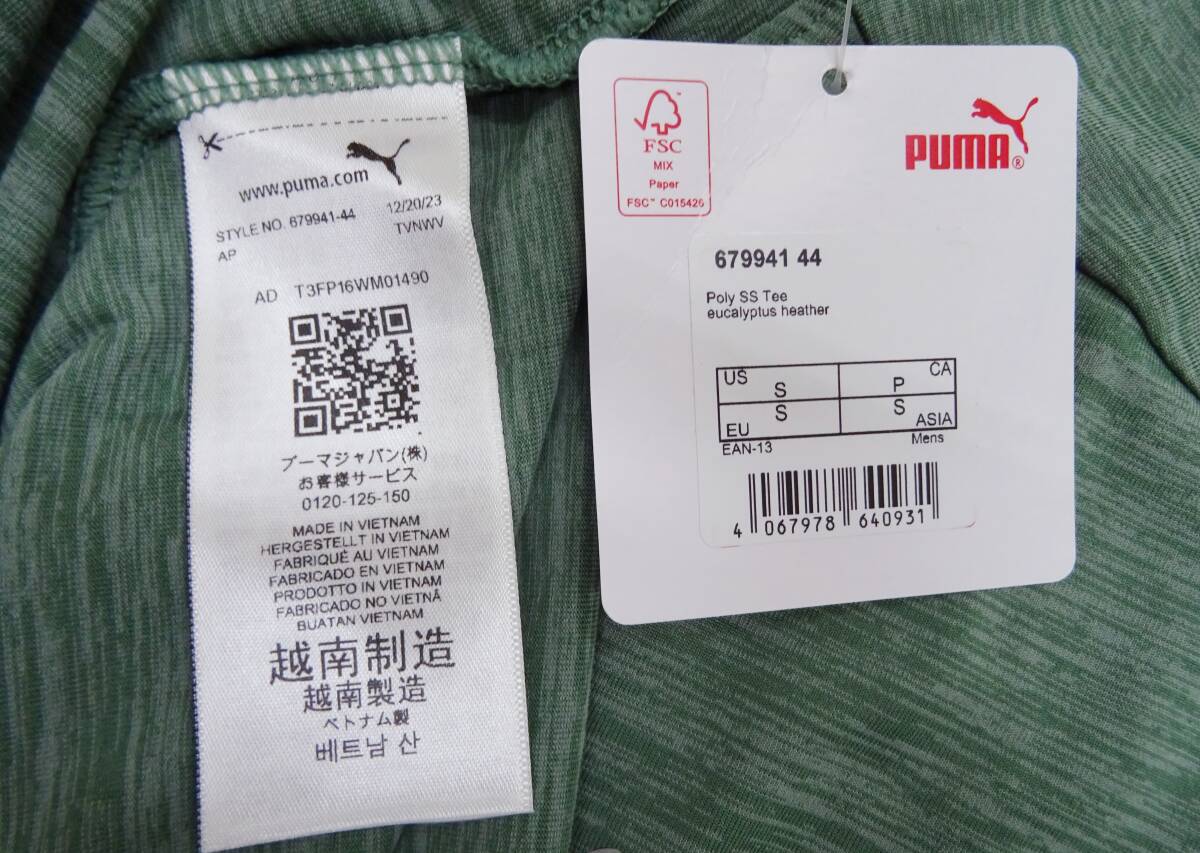 www.puma.com
STYLE NO. 679941-44 12/20/23
AP TVNWV
AD T3FP16WM01490
プーマジャパン(株)
お客様サービス
0120-125-150
MADE IN VIETNAM
HERGESTELLT IN VIETNAM
FABRIQUÉ AU VIETNAM
FABRICADO EN VIETNAM
PRODOTTO IN VIETNAM
FABRICADO NO VIETNÃ
BUATAN VIETNAM
越南制造
越南製造
ベトナム製
베트남 산
FSC
MIX
Paper
FSC™ C015426
PUMA®
679941 44
Poly SS Tee
eucalyptus heather
US S P CA
EU S S ASIA
EAN-13 Mens
4 067978 640931